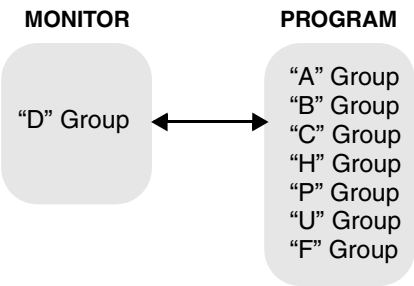 MONITOR
“D” Group
PROGRAM
“A” Group
“B” Group
“C” Group
“H” Group
“P” Group
“U” Group
“F” Group